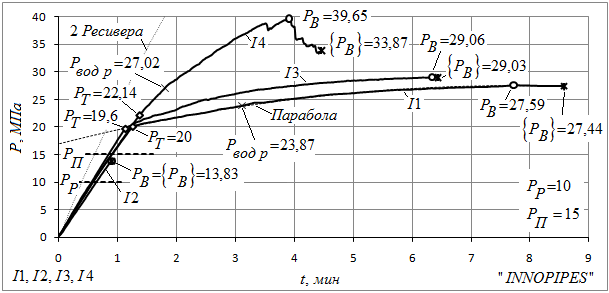 2 Ресивера
P_B=39,65
I4
{P_B}=33,87
P_B=29,06
P_вод р=27,02
I3
{P_B}=29,03
P_T=22,14
P_T=19,6
Парабола
I1
P_B=27,59
P_T=20
P_вод р=23,87
{P_B}=27,44
P_П
P_B={P_B}=13,83
P_P
I2
P_P=10
P_П=15
P, МПа
40
35
30
25
20
15
10
5
0
0 1 2 3 4 5 6 7 8 9
I1, I2, I3, I4
t, мин
"INNOPIPES"